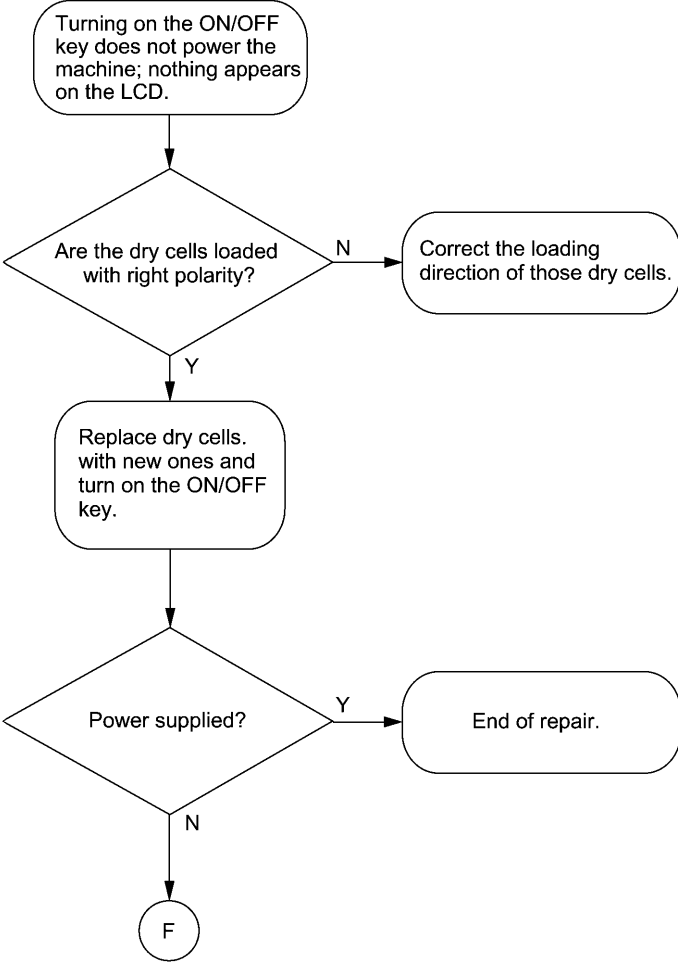 Turning on the ON/OFF
key does not power the
machine; nothing appears
on the LCD.
Are the dry cells loaded
with right polarity?
N
Correct the loading
direction of those dry cells.
Y
Replace dry cells.
with new ones and
turn on the ON/OFF
key.
Power supplied?
Y
End of repair.
N
F